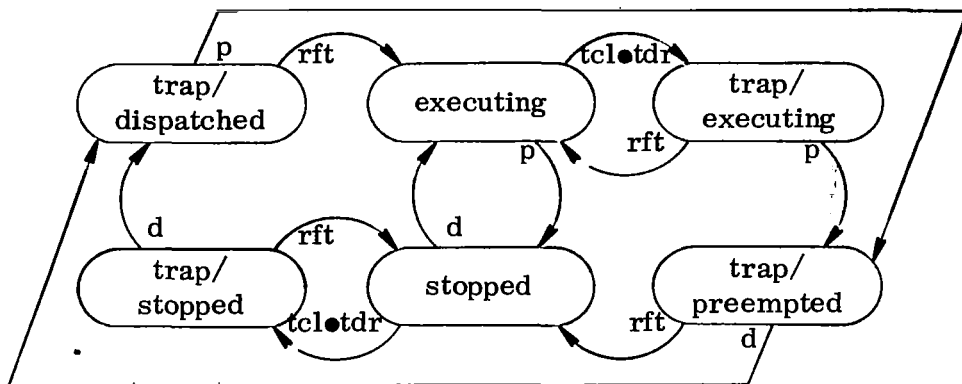 p
rft
tcl●tdr
trap/
dispatched
executing
trap/
executing
rft
p
p
d
d
rft
trap/
stopped
stopped
trap/
preempted
tcl●tdr
rft
d